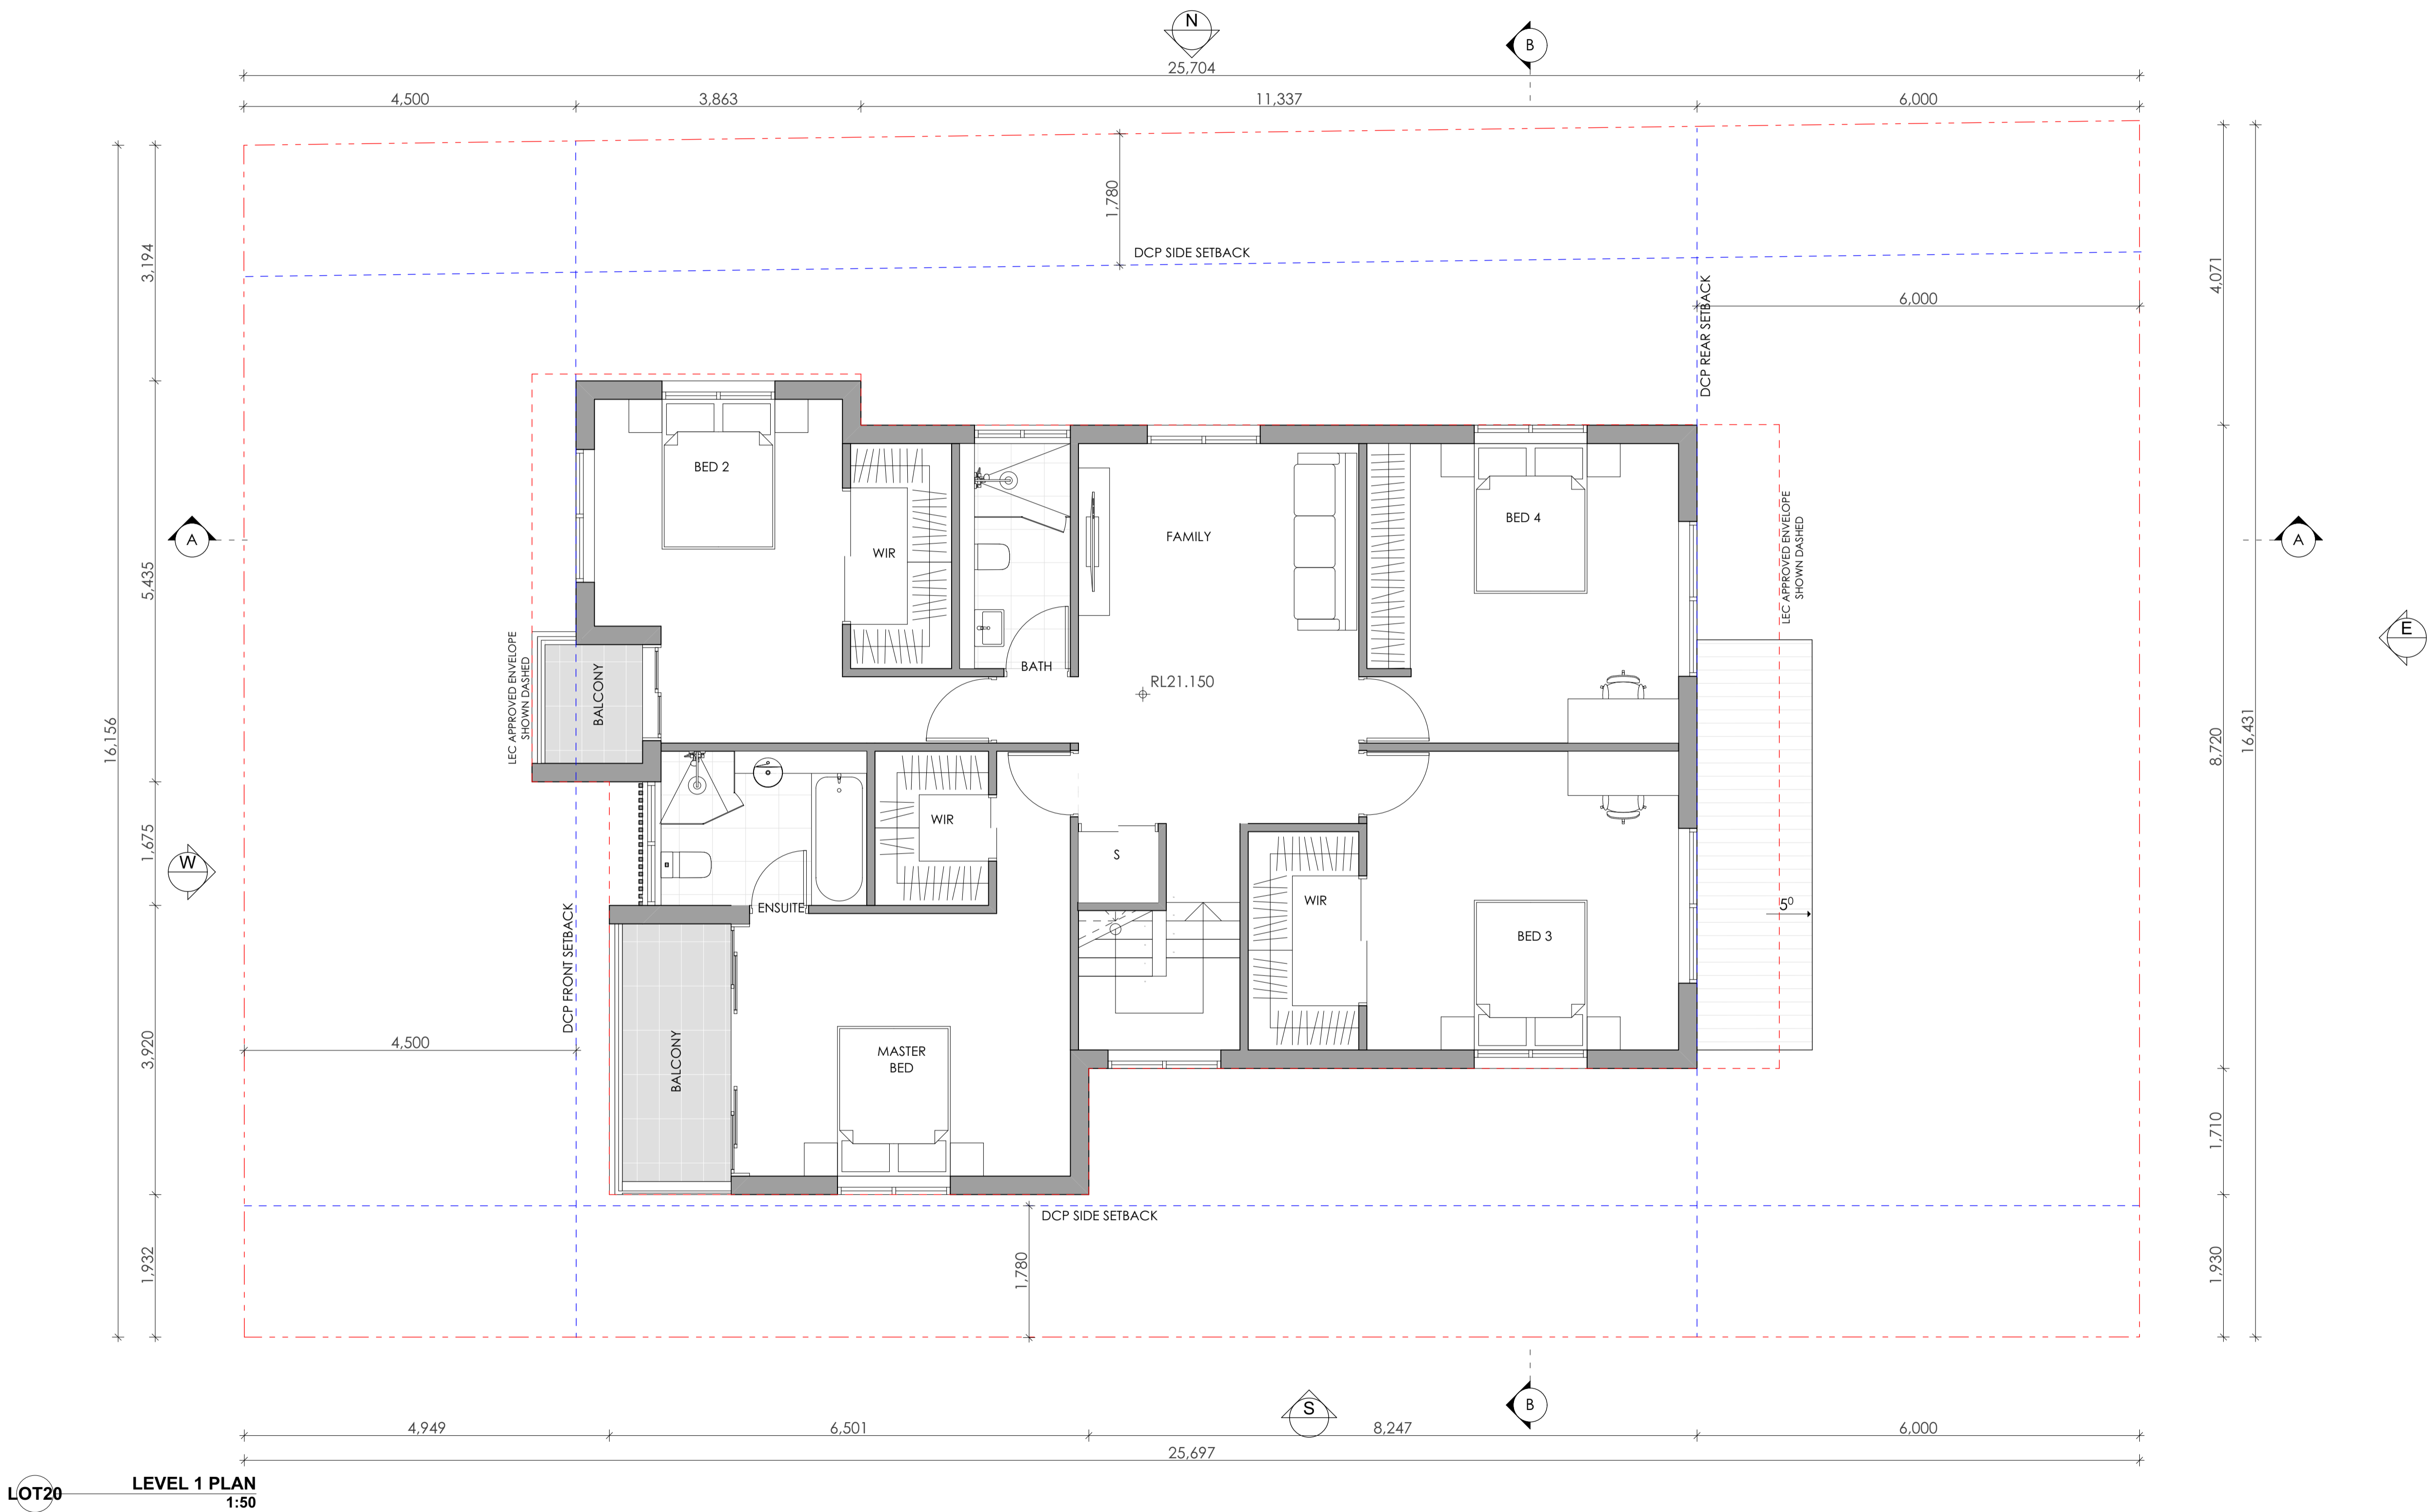 N
B
25,704
4,500
3,863
11,337
6,000
1,780
DCP SIDE SETBACK
3,194
4,071
6,000
DCP REAR SETBACK
BED 2
WIR
FAMILY
BED 4
LEC APPROVED ENVELOPE
SHOWN DASHED
A
A
5,435
BATH
RL21.150
BALCONY
LEC APPROVED ENVELOPE
SHOWN DASHED
E
16,156
8,720
16,431
W
1,675
WIR
S
ENSUITE
WIR
BED 3
5⁰
DCP FRONT SETBACK
4,500
3,920
BALCONY
MASTER
BED
1,710
DCP SIDE SETBACK
1,932
1,780
1,930
S
B
4,949
6,501
8,247
6,000
25,697
LOT20
LEVEL 1 PLAN
1:50